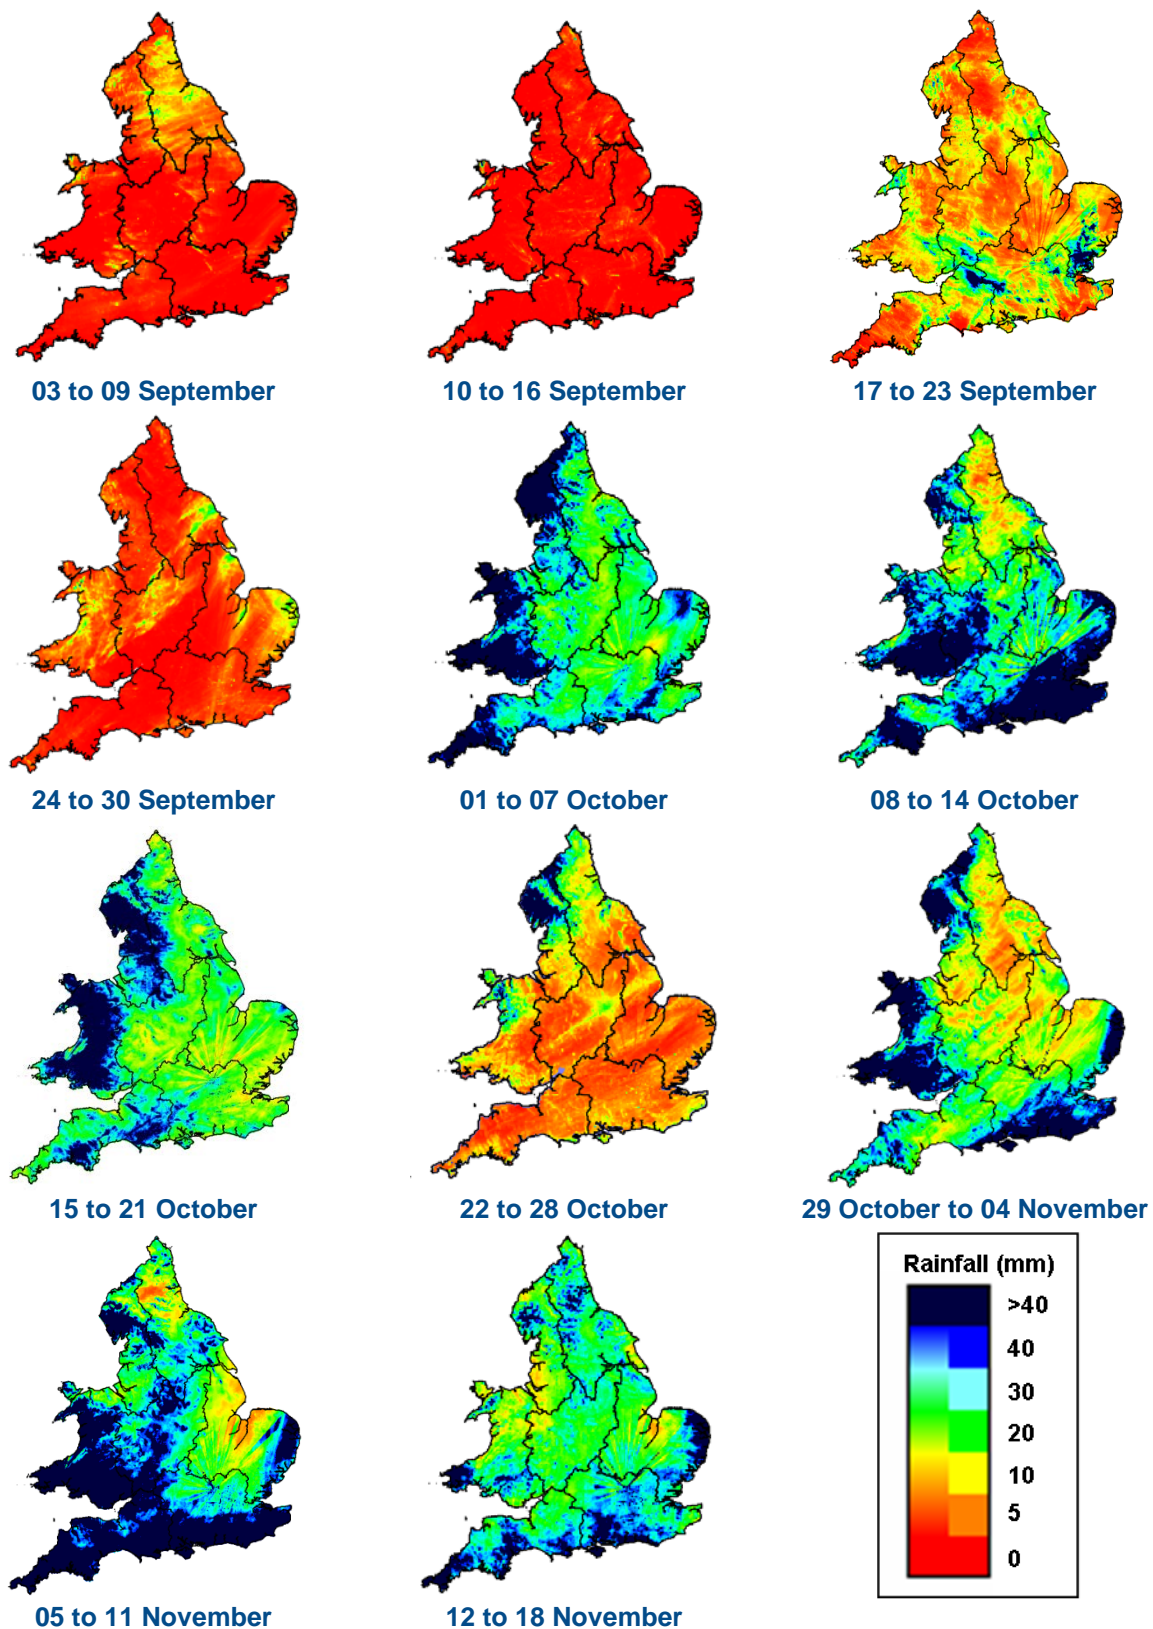 03 to 09 September
10 to 16 September
17 to 23 September
24 to 30 September
01 to 07 October
08 to 14 October
15 to 21 October
22 to 28 October
29 October to 04 November
Rainfall (mm)
>40
40
30
20
10
5
0
05 to 11 November
12 to 18 November